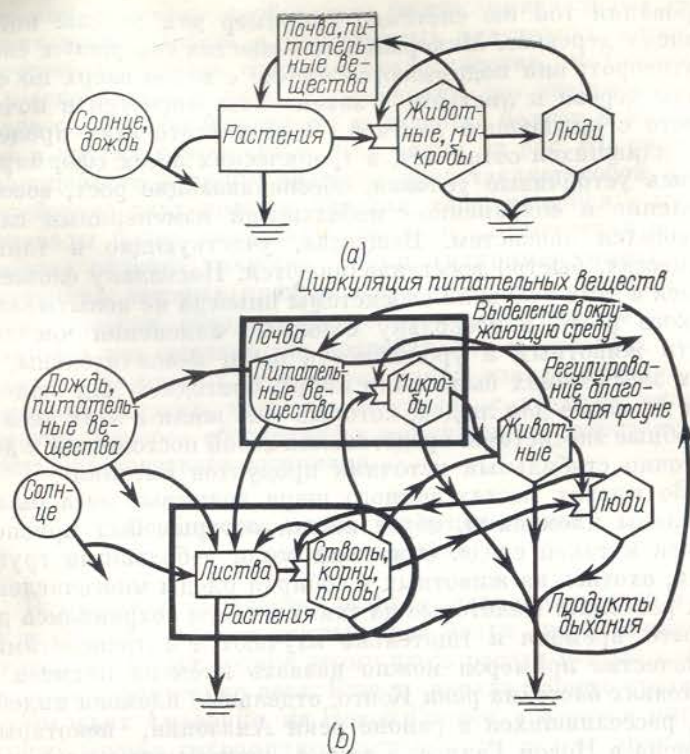 Почва, пи-
татель-
ные ве-
щества
Солнце,
дождь
Растения
Живот-
ные, ми-
кробы
Люди
(a)
Циркуляция питательных веществ
Выделение в окру-
жающую среду
Почва
Питатель-
ные ве-
щества
Микро-
бы
Регулирова-
ние благо-
даря фауне
Дождь,
питатель-
ные ве-
щества
Живот-
ные
Солн-
це
Люди
Листва
Стволы,
корни,
плоды
Растения
Продукты
дыхания
(b)